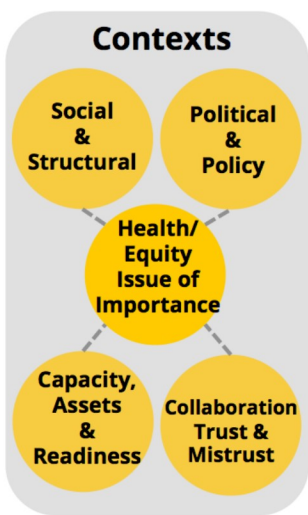 Contexts
Social
&
Structural
Political
&
Policy
Health/
Equity
Issue of
Importance
Capacity,
Assets
&
Readiness
Collaboration
Trust &
Mistrust